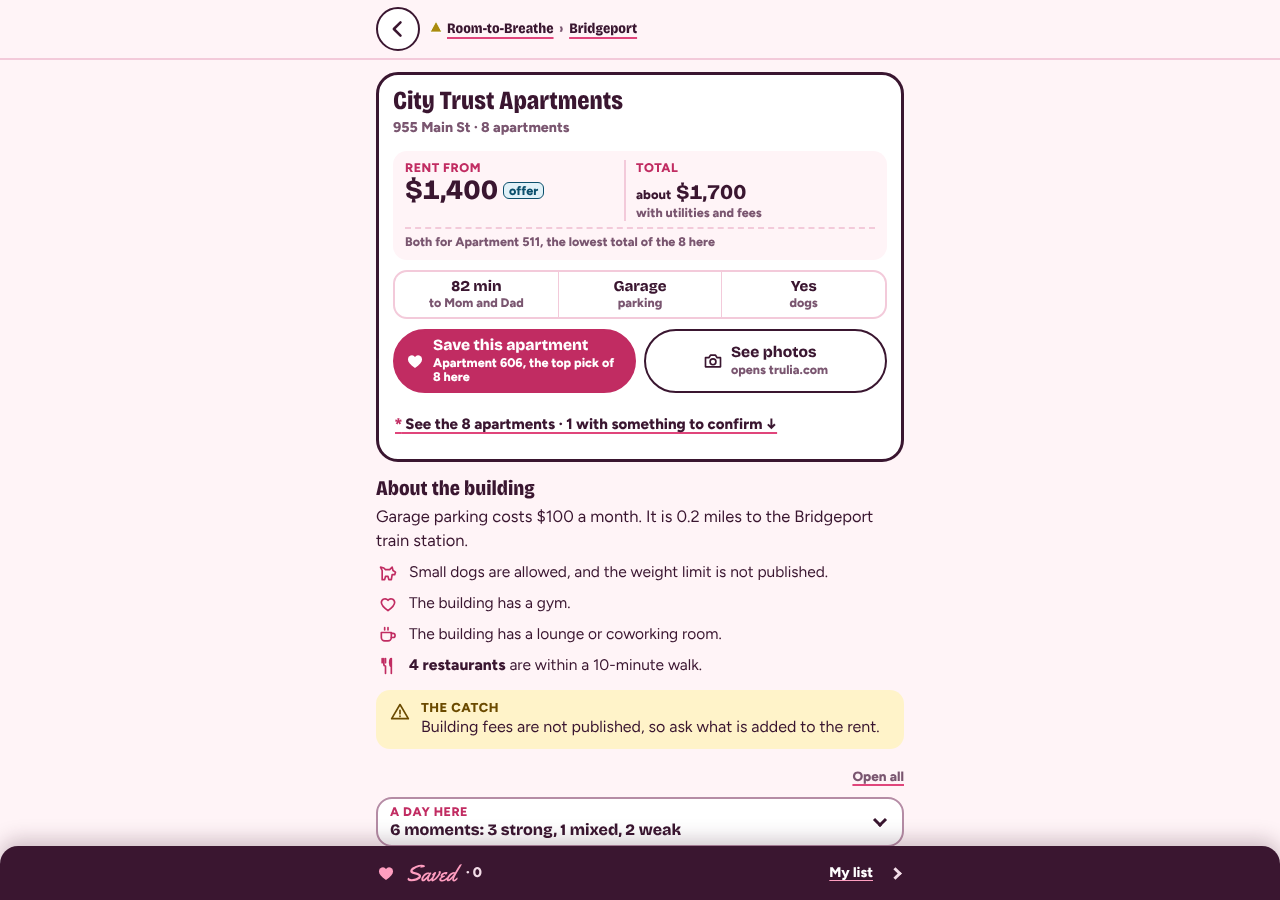 Room-to-Breathe › Bridgeport
City Trust Apartments
955 Main St · 8 apartments
RENT FROM
$1,400 offer
TOTAL
about $1,700
with utilities and fees
Both for Apartment 511, the lowest total of the 8 here
82 min
to Mom and Dad
Garage
parking
Yes
dogs
Save this apartment
Apartment 606, the top pick of
8 here
See photos
opens trulia.com
* See the 8 apartments · 1 with something to confirm ↓
About the building
Garage parking costs $100 a month. It is 0.2 miles to the Bridgeport
train station.
Small dogs are allowed, and the weight limit is not published.
The building has a gym.
The building has a lounge or coworking room.
4 restaurants are within a 10-minute walk.
THE CATCH
Building fees are not published, so ask what is added to the rent.
Open all
A DAY HERE
6 moments: 3 strong, 1 mixed, 2 weak
Saved · 0
My list